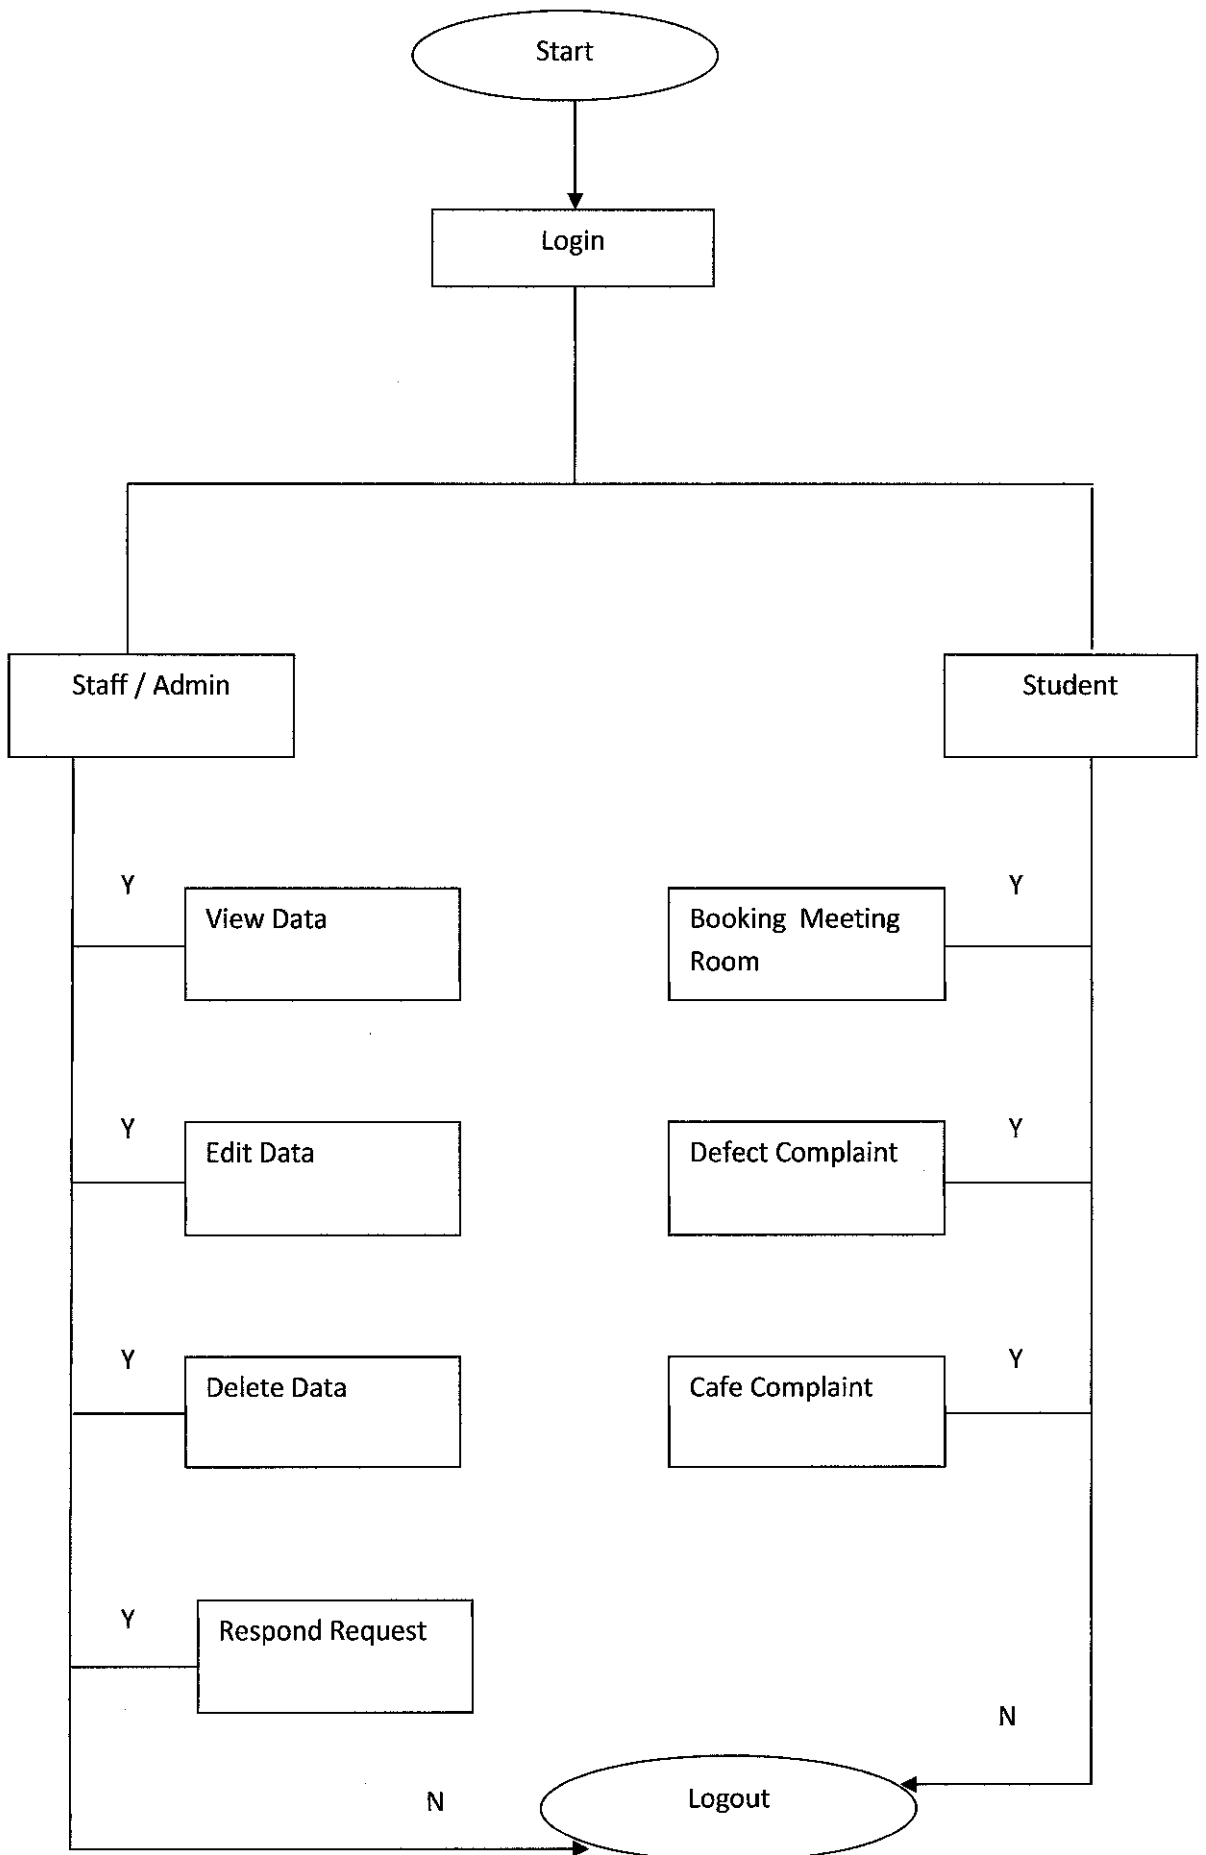 Start
Login
Staff / Admin
Student
Y
View Data
Booking Meeting
Room
Y
Y
Edit Data
Defect Complaint
Y
Y
Delete Data
Cafe Complaint
Y
Y
Respond Request
N
N
Logout